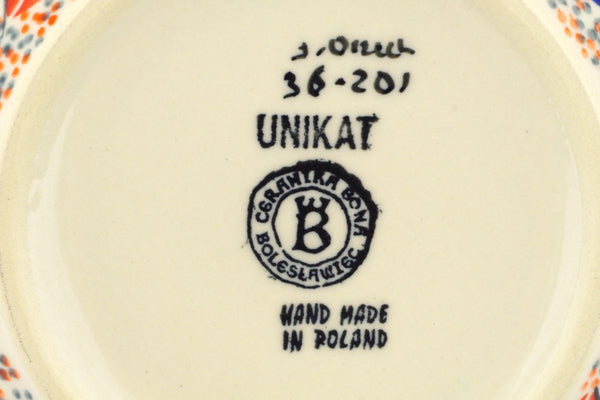 36-201
UNIKAT
CERAMIKA BONA
B
BOLESŁAWIEC
HAND MADE
IN POLAND